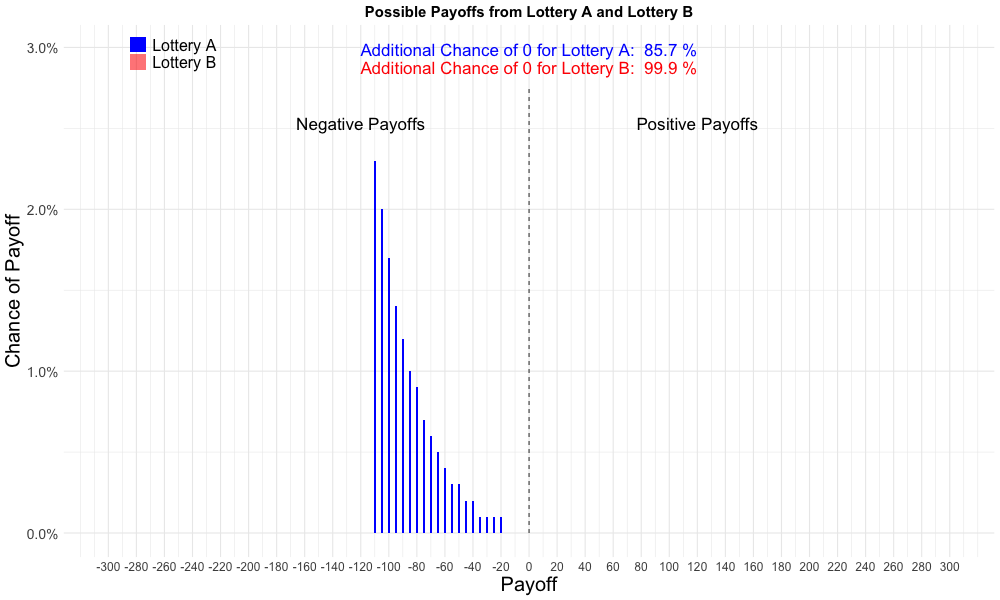 Possible Payoffs from Lottery A and Lottery B
Lottery A
Lottery B
Additional Chance of 0 for Lottery A:  85.7 %
Additional Chance of 0 for Lottery B:  99.9 %
Negative Payoffs
Positive Payoffs
Chance of Payoff
3.0%
2.0%
1.0%
0.0%
-300 -280 -260 -240 -220 -200 -180 -160 -140 -120 -100 -80 -60 -40 -20 0 20 40 60 80 100 120 140 160 180 200 220 240 260 280 300
Payoff